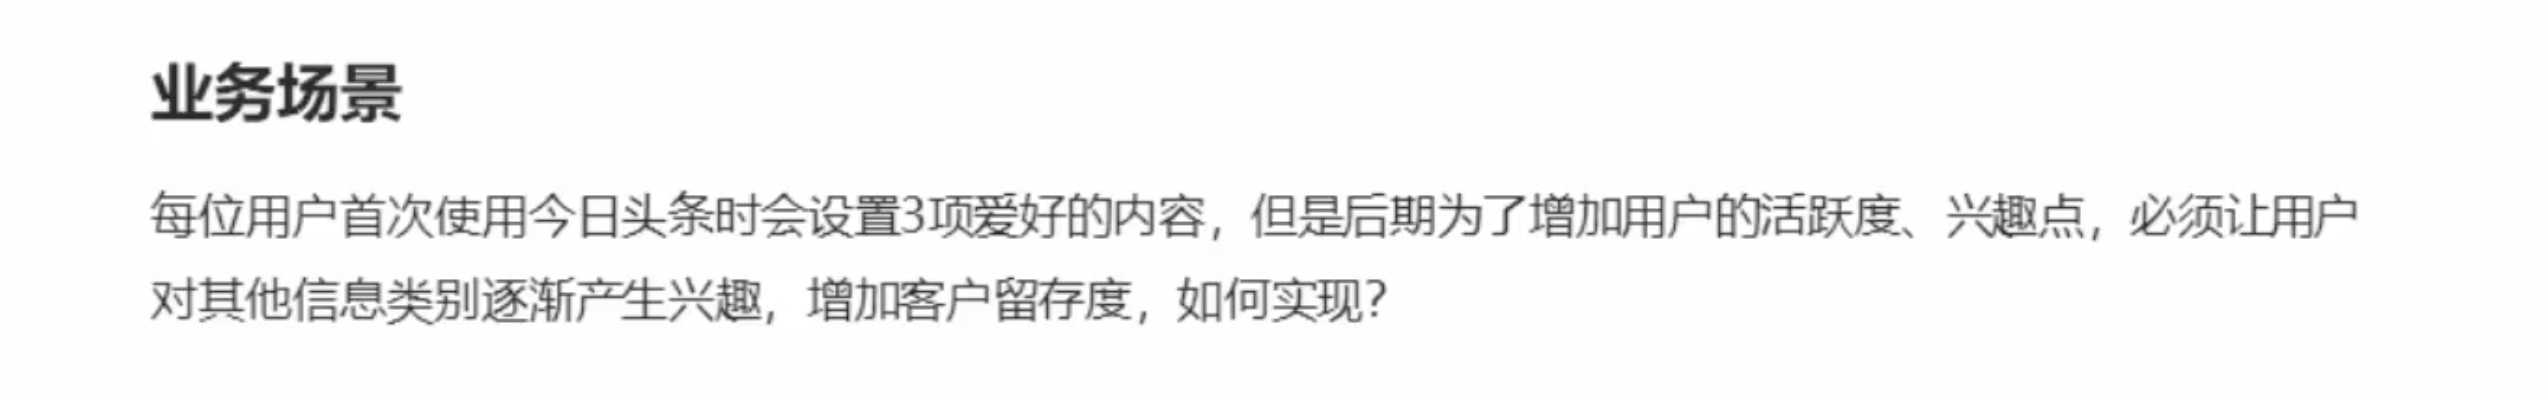 业务场景
每位用户首次使用今日头条时会设置3项爱好的内容，但是后期为了增加用户的活跃度、兴趣点，必须让用户
对其他信息类别逐渐产生兴趣，增加客户留存度，如何实现？